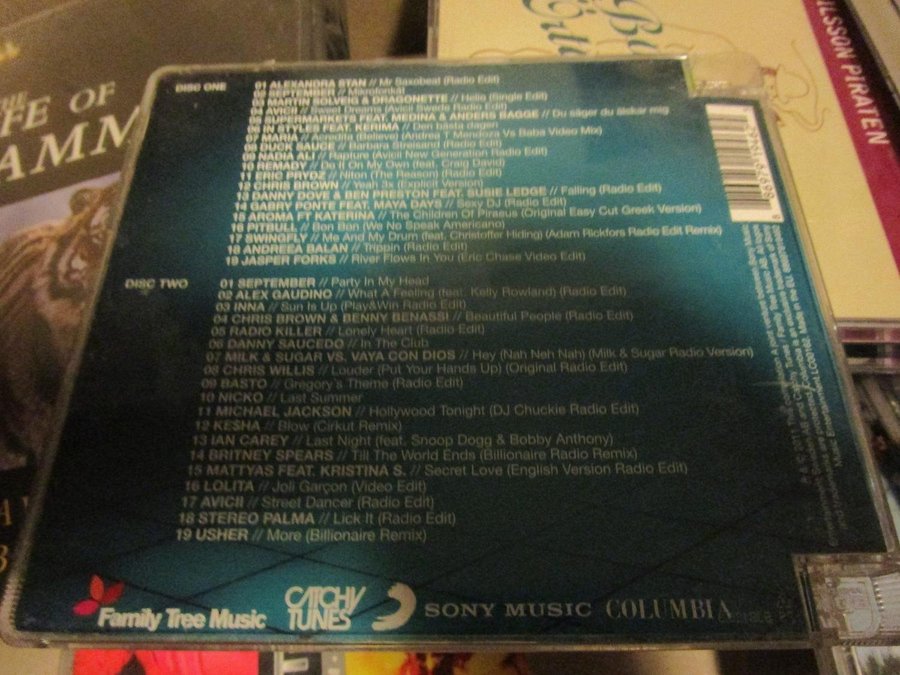 THE
FE OF
AMM
BU
ILSSON PIRATEN
DISC ONE
01 ALEXANDRA STAN // Mr Saxobeat (Radio Edit)
02 SEPTEMBER // Mikrofonkåt
03 MARTIN SOLVEIG & DRAGONETTE // Hello (Single Edit)
04 AVICII // Sweet Dreams (Radio Edit)
05 SUPERMARKETS FEAT. MEDINA & ANDERS BAGGE // Du säger du älskar mig
06 IN STYLES FEAT. KERIMA // Den bästa dagen
07 MARIA // Adoni (I Believe) (Andrea T Mendoza Vs Baba Video Mix)
08 DUCK SAUCE // Barbara Streisand (Radio Edit)
09 NADIA ALI // Rapture (Avicii New Generation Radio Edit)
10 REMADY // Do It On My Own (feat. Craig David)
11 ERIC PRYDZ // Niton (The Reason) (Radio Edit)
12 CHRIS BROWN // Yeah 3x (Explicit Version)
13 DANNY DOVE & BEN PRESTON FEAT. SUSIE LEDGE // Falling (Radio Edit)
14 GABRY PONTE FEAT. MAYA DAYS // Sexy DJ (Radio Edit)
15 AROMA FT KATERINA // The Children Of Pirasus (Original Easy Cut Greek Version)
16 PITBULL // Bon Bon (We No Speak Americano)
17 SWINGFLY // Me And My Drum (feat. Christoffer Hiding) (Adam Rickfors Radio Edit Remix)
18 ANDREEA BALAN // Trippin (Radio Edit)
19 JASPER FORKS // River Flows In You (Eric Chase Video Edit)
DISC TWO
01 SEPTEMBER // Party In My Head
02 ALEX GAUDINO // What A Feeling (feat. Kelly Rowland) (Radio Edit)
03 INNA // Sun Is Up (Play&Win Radio Edit)
04 CHRIS BROWN & BENNY BENASSI // Beautiful People (Radio Edit)
05 RADIO KILLER // Lonely Heart (Radio Edit)
06 DANNY SAUCEDO // In The Club
07 MILK & SUGAR VS. VAYA CON DIOS // Hey (Nah Neh Nah) (Milk & Sugar Radio Version)
08 CHRIS WILLIS // Louder (Put Your Hands Up) (Original Radio Edit)
09 BASTO // Gregory's Theme (Radio Edit)
10 NICKO // Last Summer
11 MICHAEL JACKSON // Hollywood Tonight (DJ Chuckie Radio Edit)
12 KESHA // Blow (Cirkut Remix)
13 IAN CAREY // Last Night (feat. Snoop Dogg & Bobby Anthony)
14 BRITNEY SPEARS // Till The World Ends (Billionaire Radio Remix)
15 MATTYAS FEAT. KRISTINA S. // Secret Love (English Version Radio Edit)
16 LOLITA // Joli Garçon (Video Edit)
17 AVICII // Street Dancer (Radio Edit)
18 STEREO PALMA // Lick It (Radio Edit)
19 USHER // More (Billionaire Remix)
Family Tree Music
CATCHY TUNES
SONY MUSIC
COLUMBIA